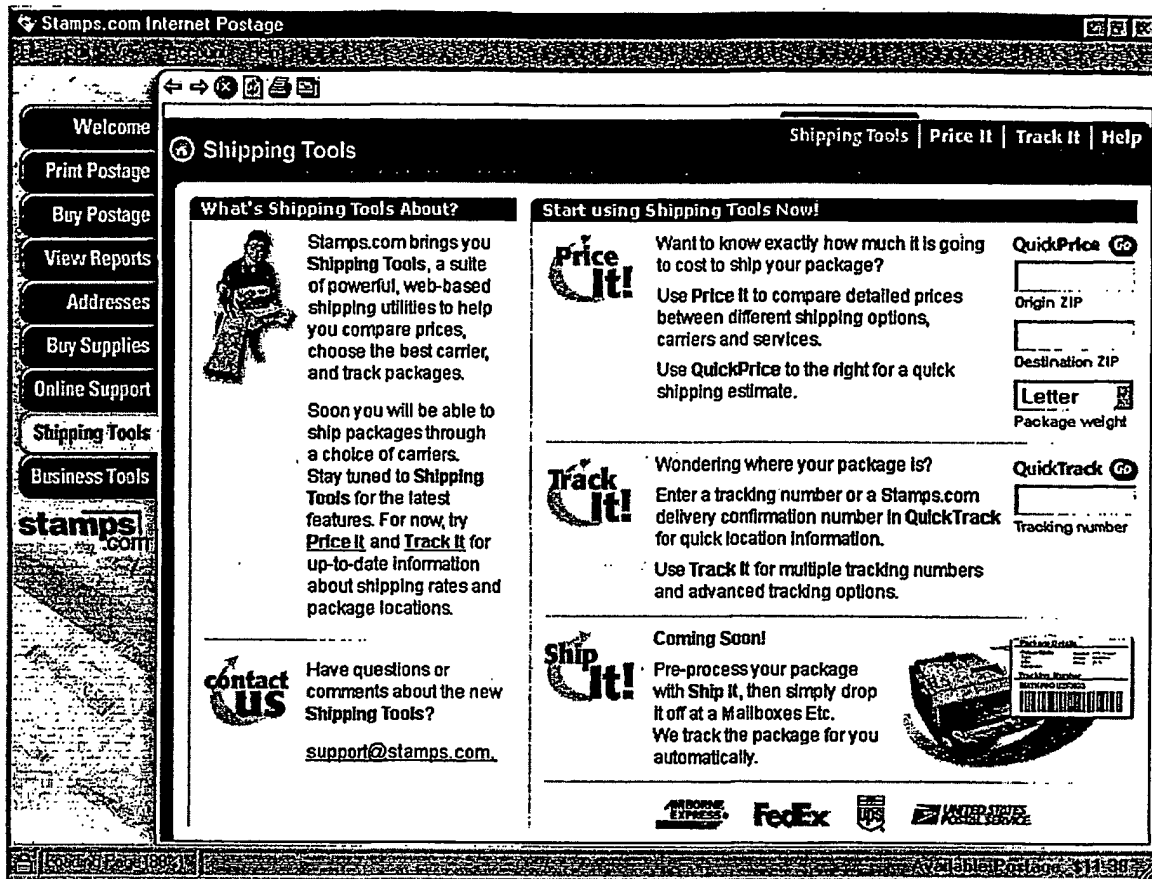 Stamps.com Internet Postage
Welcome
Print Postage
Buy Postage
View Reports
Addresses
Buy Supplies
Online Support
Shipping Tools
Business Tools
stamps
.com
Shipping Tools | Price It | Track It | Help
Shipping Tools
What's Shipping Tools About?
Stamps.com brings you
Shipping Tools, a suite
of powerful, web-based
shipping utilities to help
you compare prices,
choose the best carrier,
and track packages.
Soon you will be able to
ship packages through
a choice of carriers.
Stay tuned to Shipping
Tools for the latest
features. For now, try
Price It and Track It for
up-to-date information
about shipping rates and
package locations.
contact
us
Have questions or
comments about the new
Shipping Tools?
support@stamps.com.
Start using Shipping Tools Now!
Price
It!
Want to know exactly how much it is going
to cost to ship your package?
Use Price It to compare detailed prices
between different shipping options,
carriers and services.
Use QuickPrice to the right for a quick
shipping estimate.
QuickPrice Go
Origin ZIP
Destination ZIP
Letter
Package weight
Track
It!
Wondering where your package is?
Enter a tracking number or a Stamps.com
delivery confirmation number in QuickTrack
for quick location information.
Use Track It for multiple tracking numbers
and advanced tracking options.
QuickTrack Go
Tracking number
Ship
It!
Coming Soon!
Pre-process your package
with Ship It, then simply drop
it off at a Mailboxes Etc.
We track the package for you
automatically.
Package Details
Tracking Number
AIRBORNE
EXPRESS
FedEx
ups
UNITED STATES
POSTAL SERVICE
Available Postage: $11.38